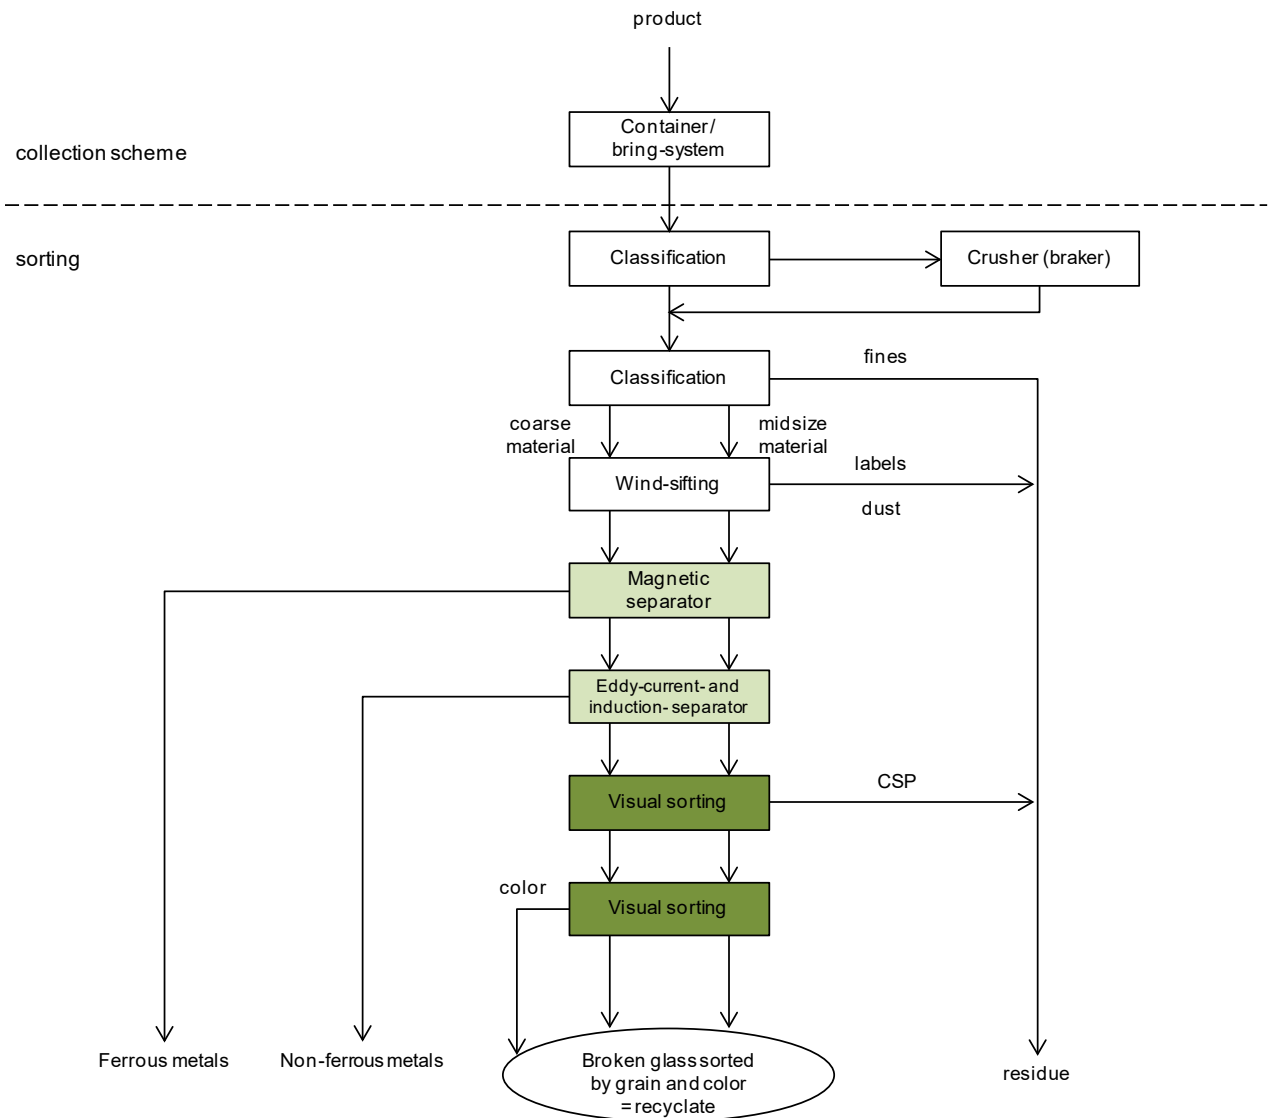 product
Container/
bring-system
collection scheme
sorting
Classification
Crusher (braker)
Classification
fines
coarse
material
midsize
material
Wind-sifting
labels
dust
Magnetic
separator
Eddy-current- and
induction- separator
Visual sorting
CSP
color
Visual sorting
Ferrous metals
Non-ferrous metals
Broken glass sorted
by grain and color
= recyclate
residue